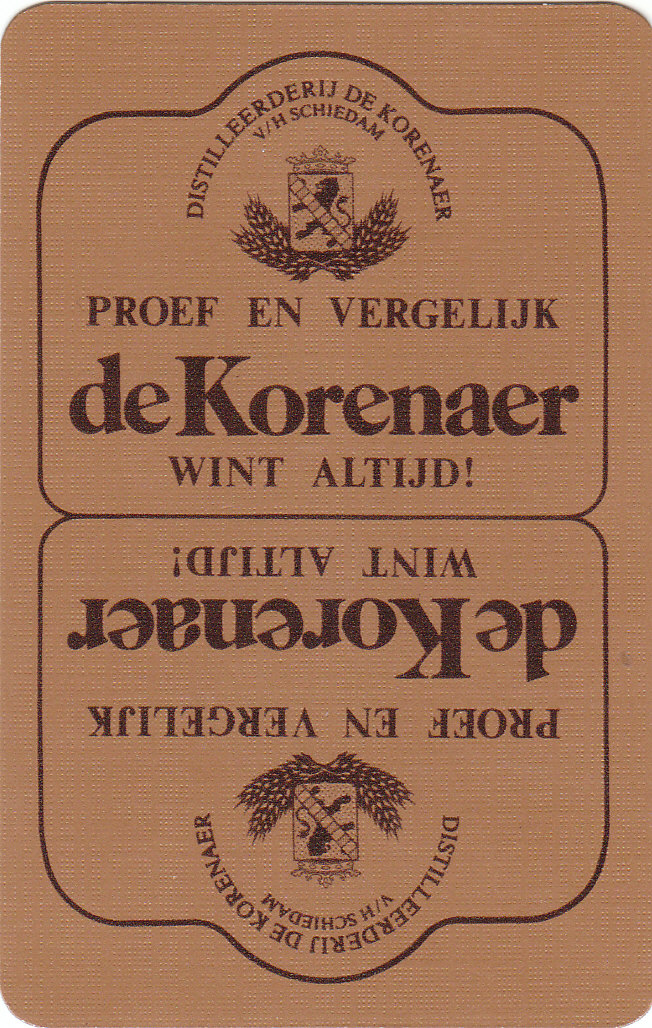 DISTILLEERDERIJ DE KORENAER
V/H SCHIEDAM
PROEF EN VERGELIJK
de Korenaer
WINT ALTIJD!
WINT ALTIJD!
de Korenaer
PROEF EN VERGELIJK
V/H SCHIEDAM
DISTILLEERDERIJ DE KORENAER